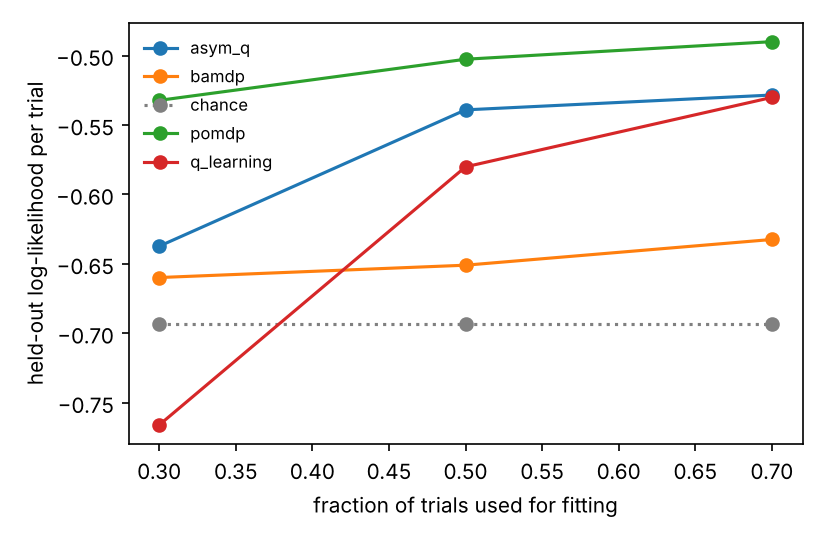 held-out log-likelihood per trial
−0.50
−0.55
−0.60
−0.65
−0.70
−0.75
asym_q
bamdp
chance
pomdp
q_learning
0.30 0.35 0.40 0.45 0.50 0.55 0.60 0.65 0.70
fraction of trials used for fitting